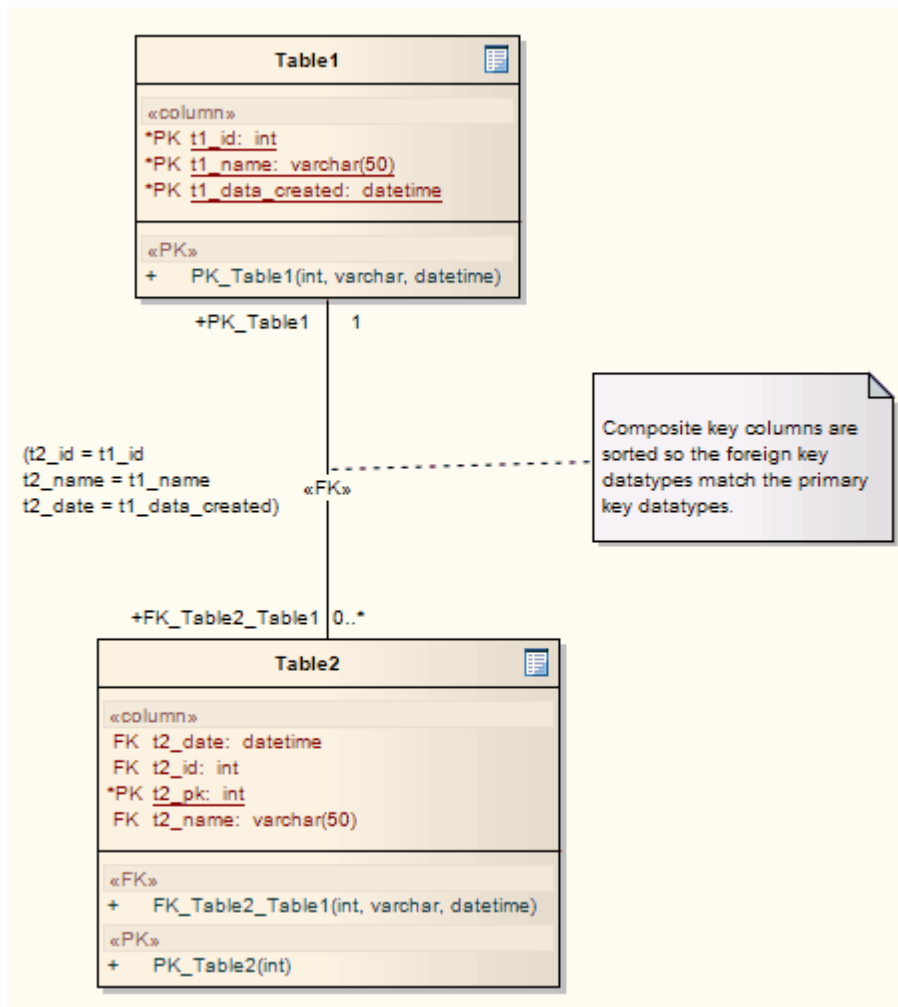 Table1
«column»
*PK t1_id: int
*PK t1_name: varchar(50)
*PK t1_data_created: datetime
«PK»
+ PK_Table1(int, varchar, datetime)
+PK_Table1 1
(t2_id = t1_id
t2_name = t1_name
t2_date = t1_data_created)
«FK»
Composite key columns are
sorted so the foreign key
datatypes match the primary
key datatypes.
+FK_Table2_Table1 0..*
Table2
«column»
FK t2_date: datetime
FK t2_id: int
*PK t2_pk: int
FK t2_name: varchar(50)
«FK»
+ FK_Table2_Table1(int, varchar, datetime)
«PK»
+ PK_Table2(int)